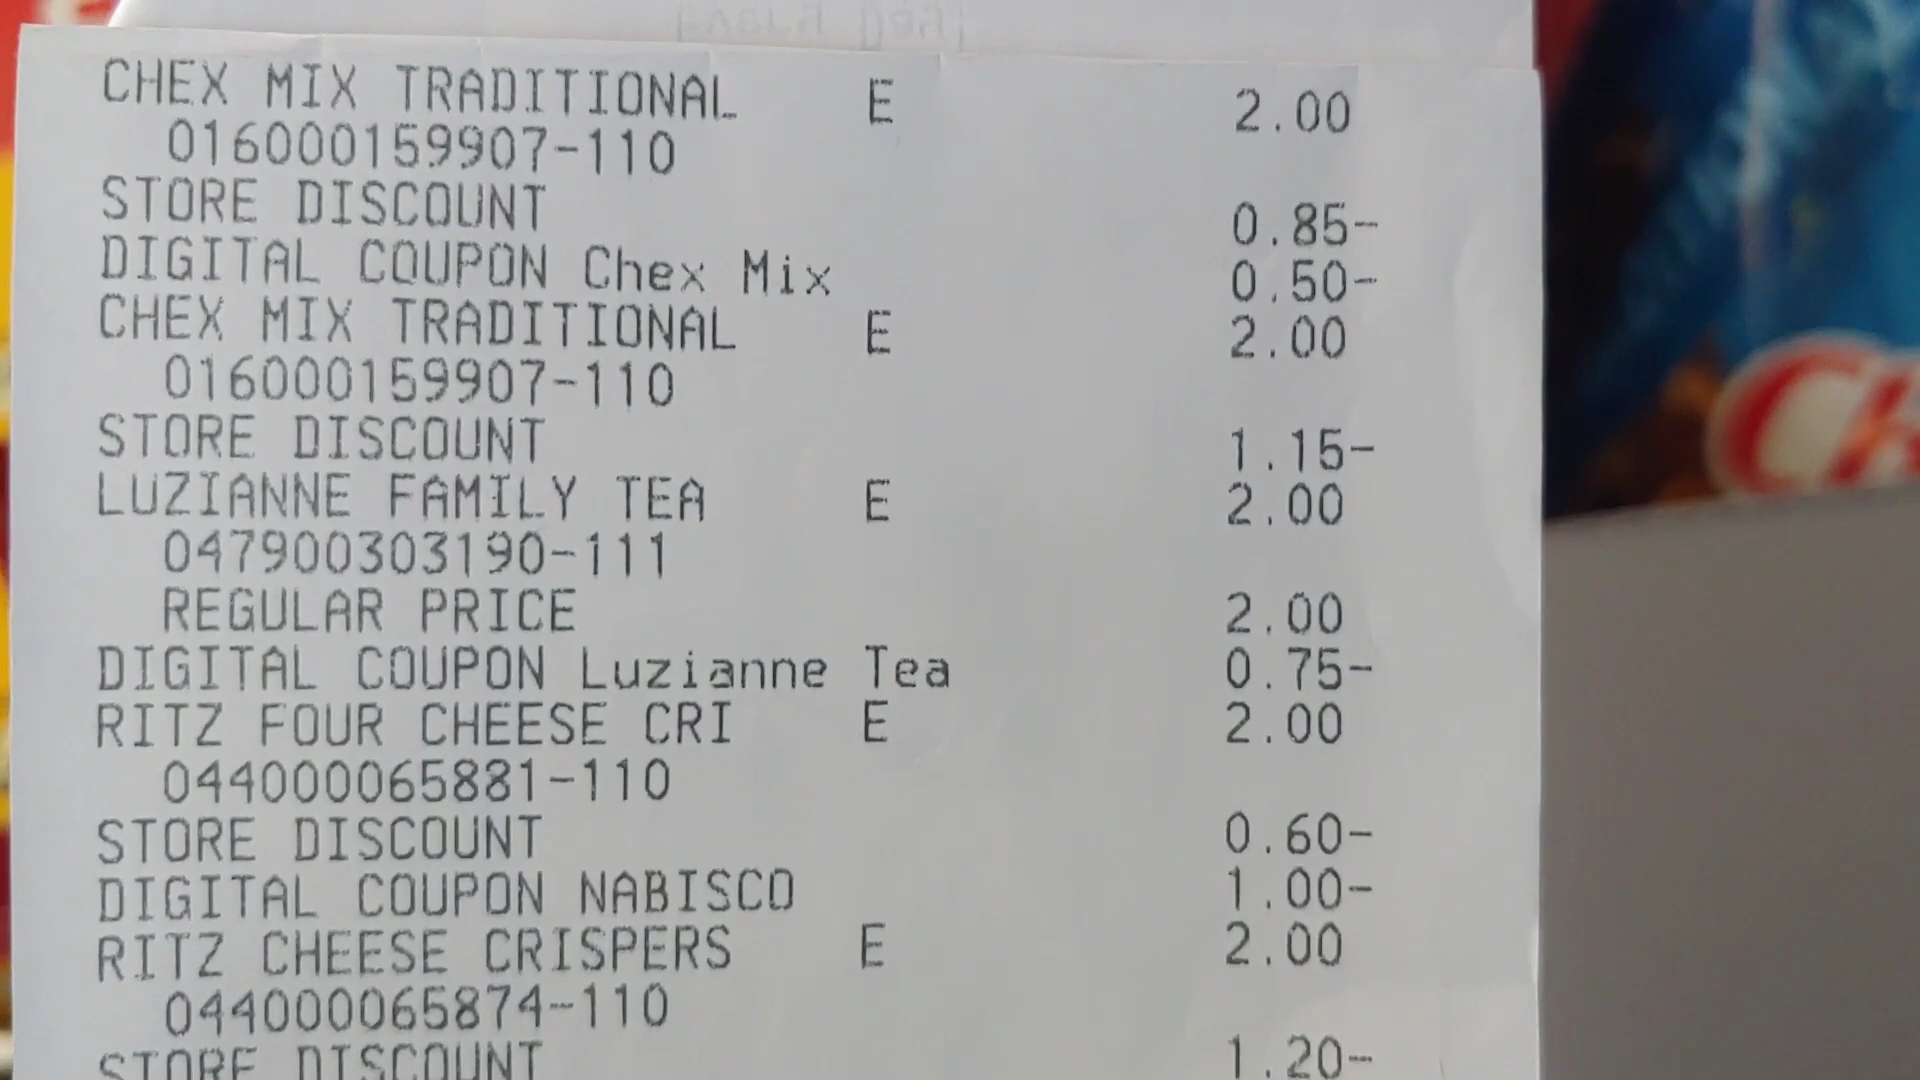 CHEX MIX TRADITIONAL E 2.00
016000159907-110
STORE DISCOUNT 0.85-
DIGITAL COUPON Chex Mix 0.50-
CHEX MIX TRADITIONAL E 2.00
016000159907-110
STORE DISCOUNT 1.15-
LUZIANNE FAMILY TEA E 2.00
047900303190-111
REGULAR PRICE 2.00
DIGITAL COUPON Luzianne Tea 0.75-
RITZ FOUR CHEESE CRI E 2.00
044000065881-110
STORE DISCOUNT 0.60-
DIGITAL COUPON NABISCO 1.00-
RITZ CHEESE CRISPERS E 2.00
044000065874-110
STORE DISCOUNT 1.20-